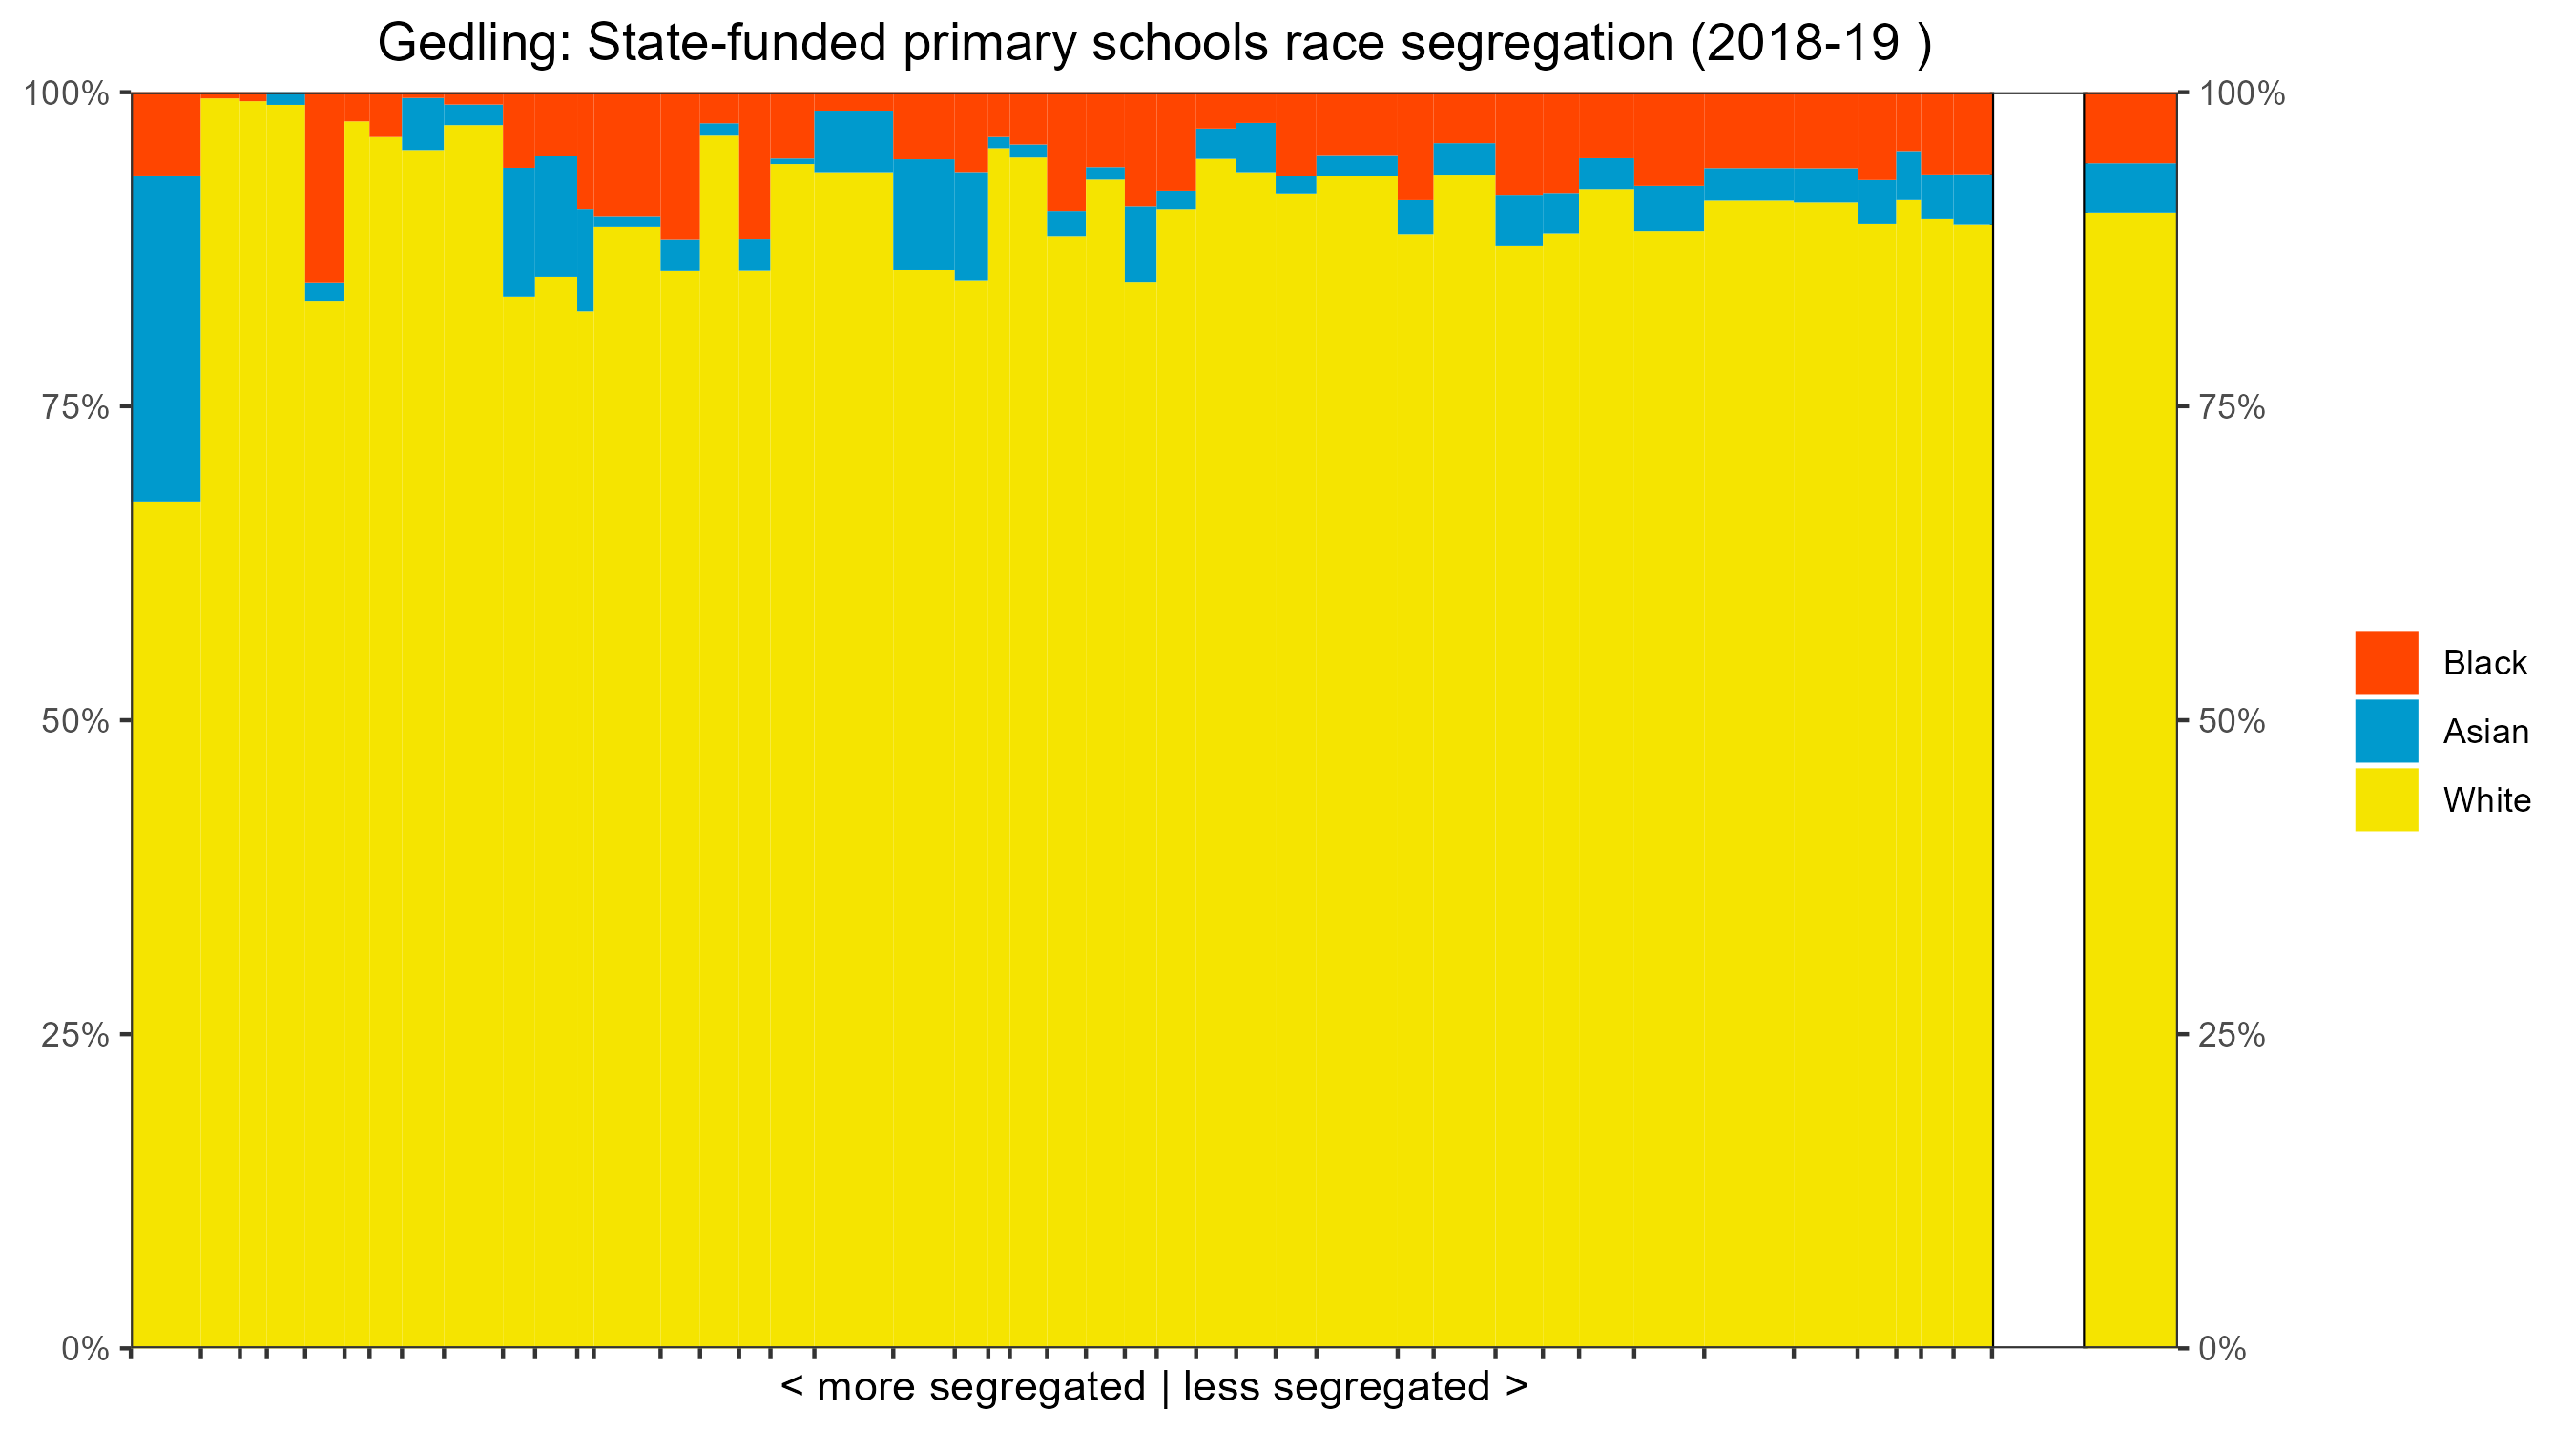 Gedling: State-funded primary schools race segregation (2018-19 )
100%
75%
50%
25%
0%
100%
75%
50%
25%
0%
Black
Asian
White
< more segregated | less segregated >